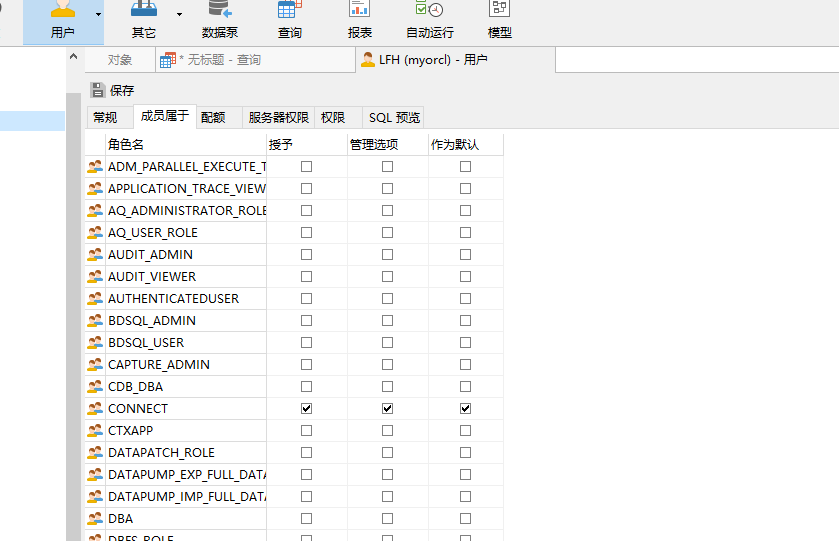 用户 其它 数据泵 查询 报表 自动运行 模型
对象 * 无标题 - 查询 LFH (myorcl) - 用户
保存
常规 成员属于 配额 服务器权限 权限 SQL 预览
角色名 授予 管理选项 作为默认
ADM_PARALLEL_EXECUTE_T
APPLICATION_TRACE_VIEW
AQ_ADMINISTRATOR_ROLE
AQ_USER_ROLE
AUDIT_ADMIN
AUDIT_VIEWER
AUTHENTICATEDUSER
BDSQL_ADMIN
BDSQL_USER
CAPTURE_ADMIN
CDB_DBA
CONNECT
CTXAPP
DATAPATCH_ROLE
DATAPUMP_EXP_FULL_DATA
DATAPUMP_IMP_FULL_DATA
DBA
DBFS_ROLE